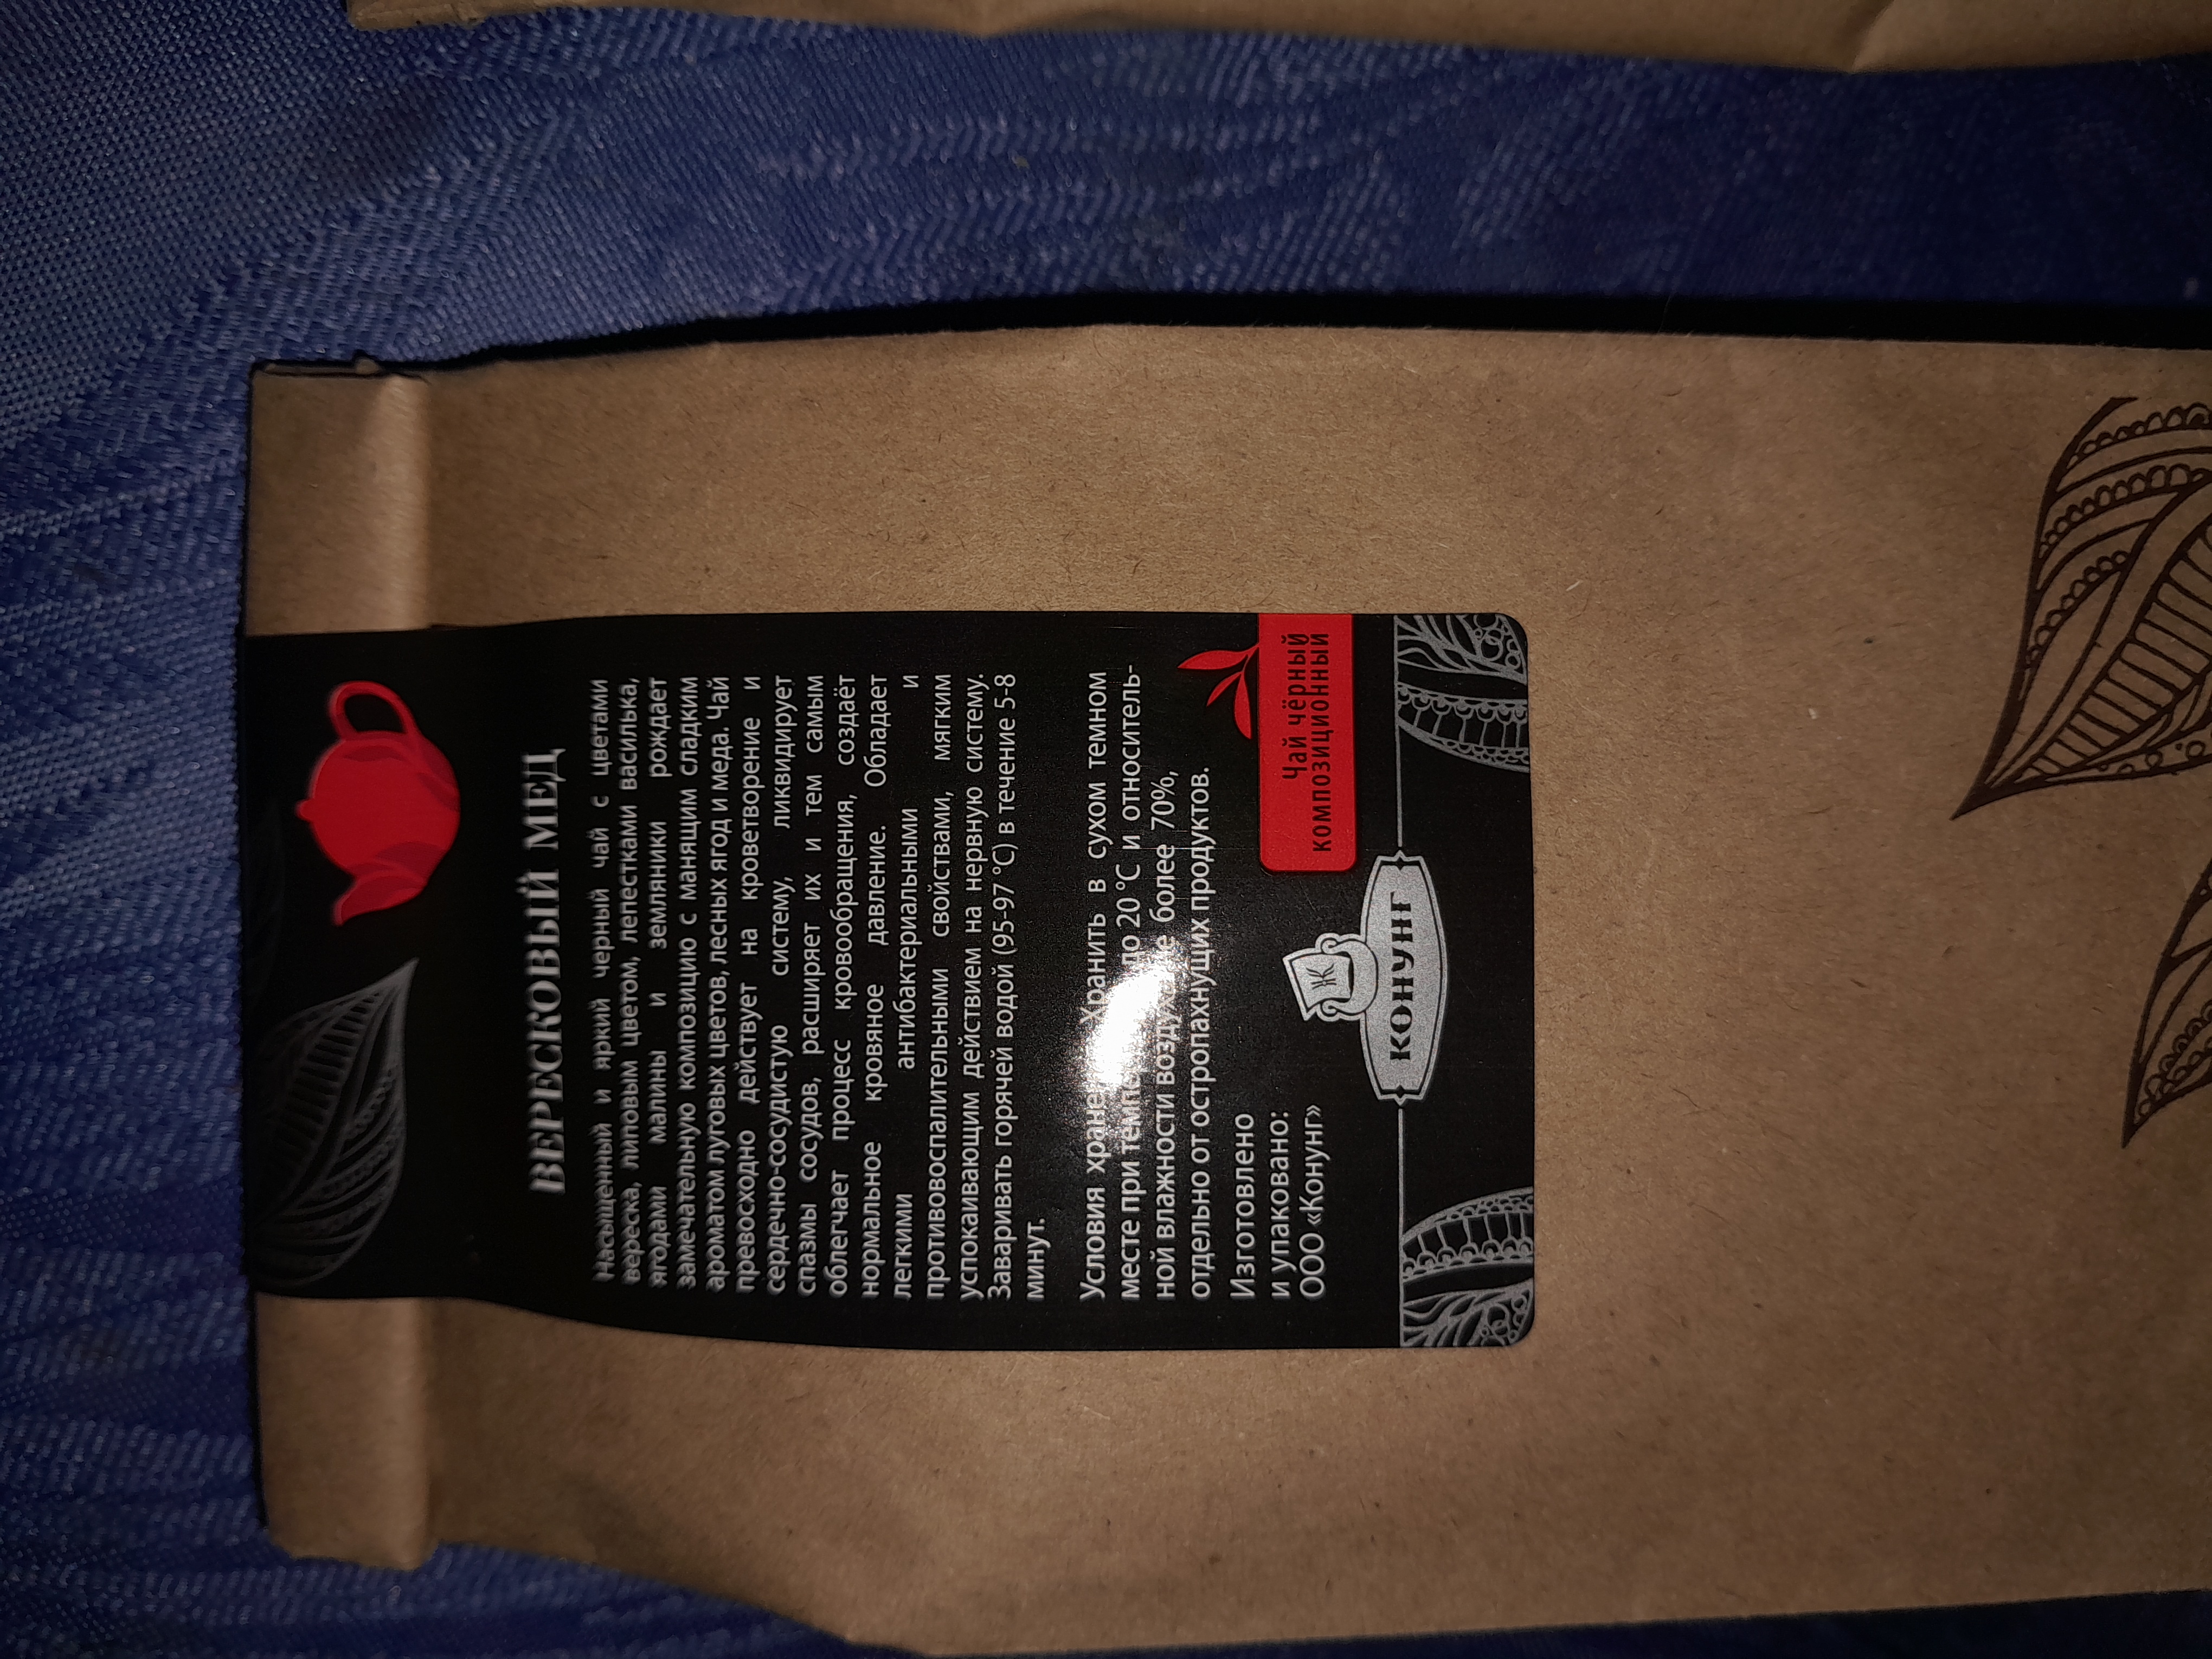 ВЕРЕСКОВЫЙ МЕД
Насыщенный и яркий черный чай с цветами
вереска, липовым цветом, лепестками василька,
ягодами малины и земляники рождает
замечательную композицию с манящим сладким
ароматом луговых цветов, лесных ягод и меда. Чай
превосходно действует на кроветворение и
сердечно-сосудистую систему, ликвидирует
спазмы сосудов, расширяет их и тем самым
облегчает процесс кровообращения, создаёт
нормальное кровяное давление. Обладает
легкими антибактериальными и
противовоспалительными свойствами, мягким
успокаивающим действием на нервную систему.
Заваривать горячей водой (95-97 °C) в течение 5-8
минут.
Условия Хранить в сухом темном
месте при до 20 °C и относитель-
ной влажности не более 70%,
отдельно от остропахнущих продуктов.
Изготовлено
и упаковано:
ООО «Конунг»
Чай чёрный
композиционный
К
КОНУНГ